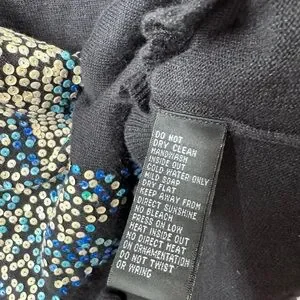 DO NOT
DRY CLEAN
HANDWASH
INSIDE OUT
COLD WATER ONLY
MILD SOAP
DRY FLAT
KEEP AWAY FROM
DIRECT SUNSHINE
NO BLEACH
PRESS ON LOW
HEAT INSIDE OUT
NO DIRECT HEAT
ON ORNAMENTATION
DO NOT TWIST
OR WRING